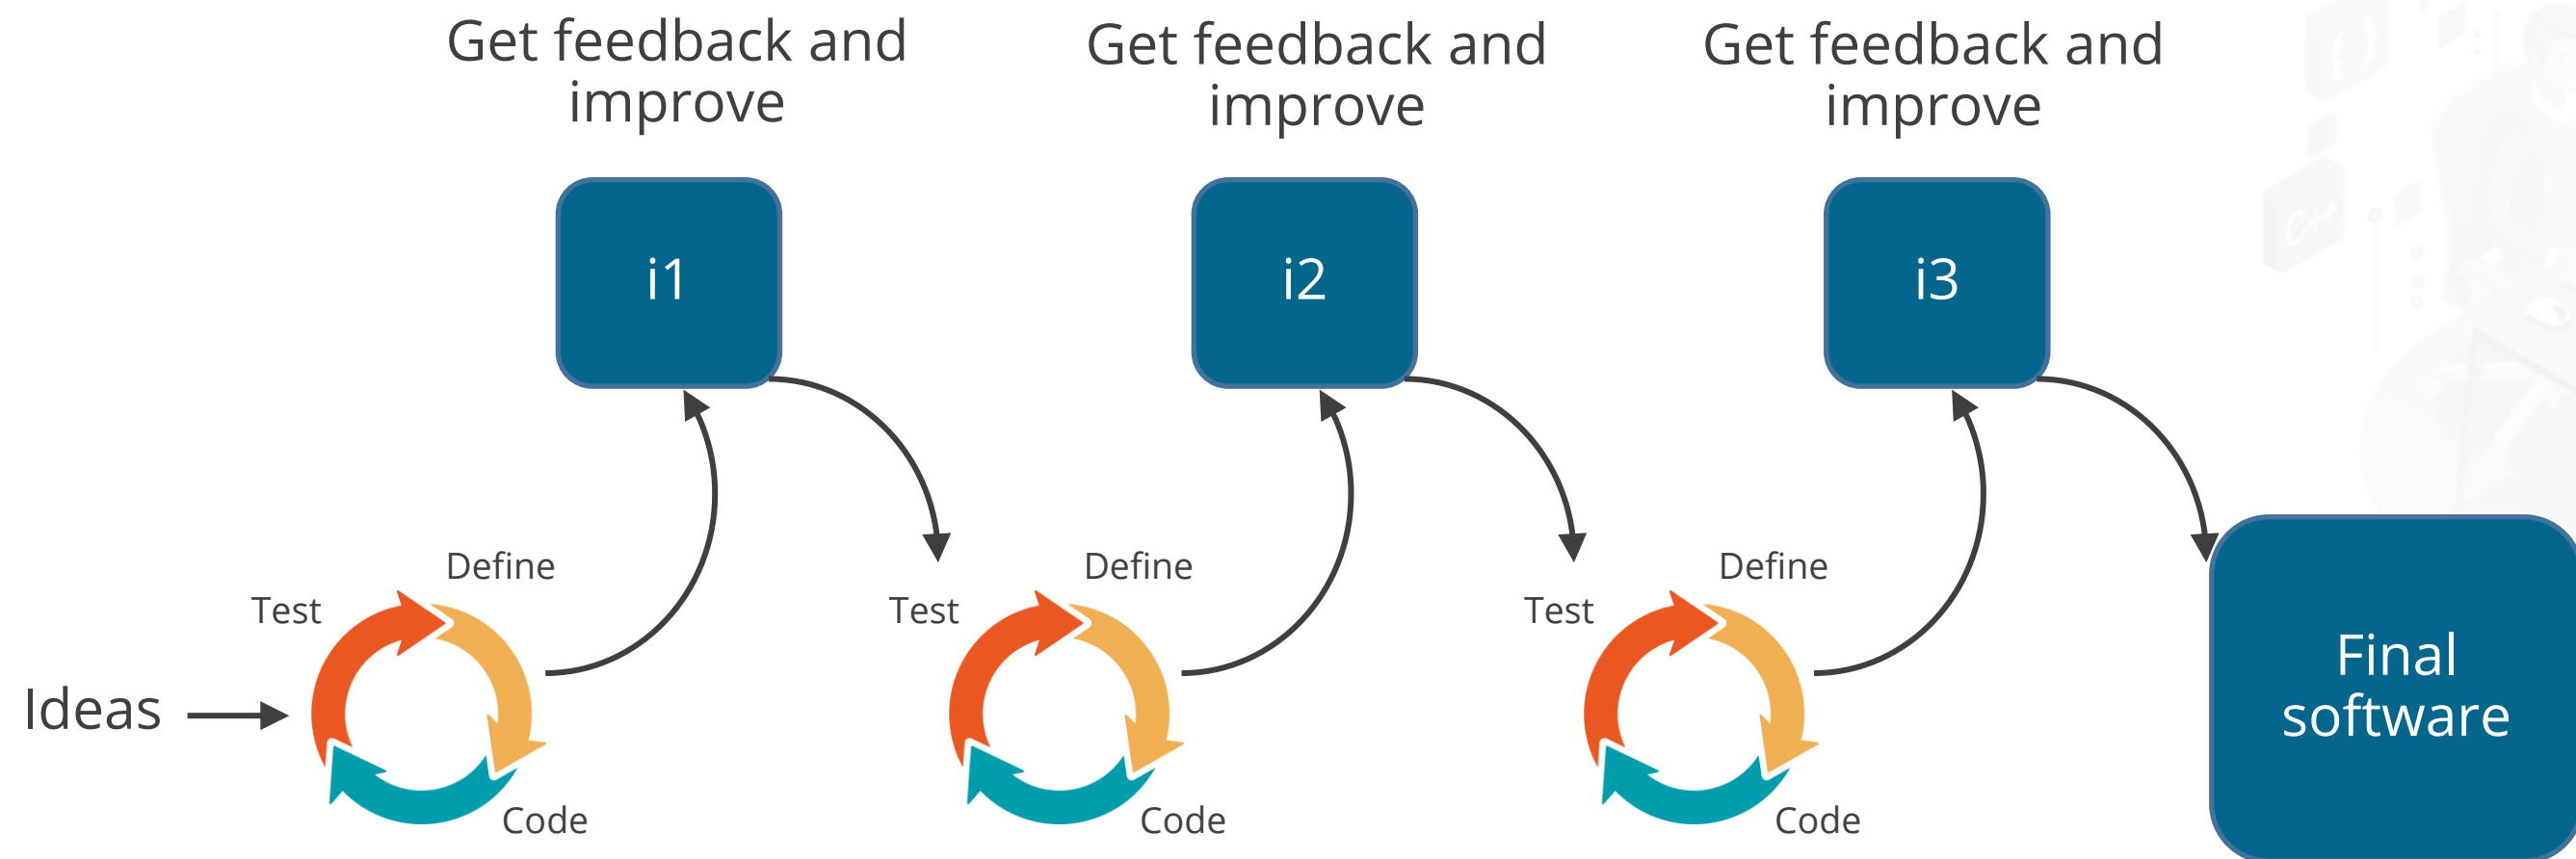 Get feedback and
improve
Get feedback and
improve
Get feedback and
improve
{ }
C++
i1
i2
i3
Define
Test
Define
Test
Define
Test
Ideas
Final
software
Code
Code
Code